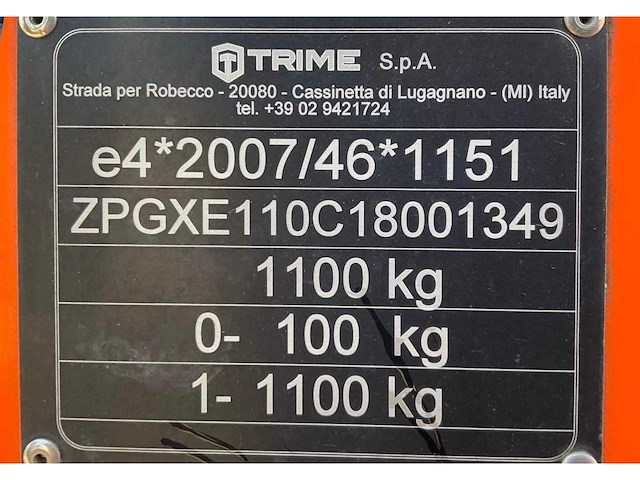 TRIME S.p.A.
Strada per Robecco - 20080 - Cassinetta di Lugagnano - (MI) Italy
tel. +39 02 9421724
e4*2007/46*1151
ZPGXE110C18001349
1100 kg
0- 100 kg
1- 1100 kg